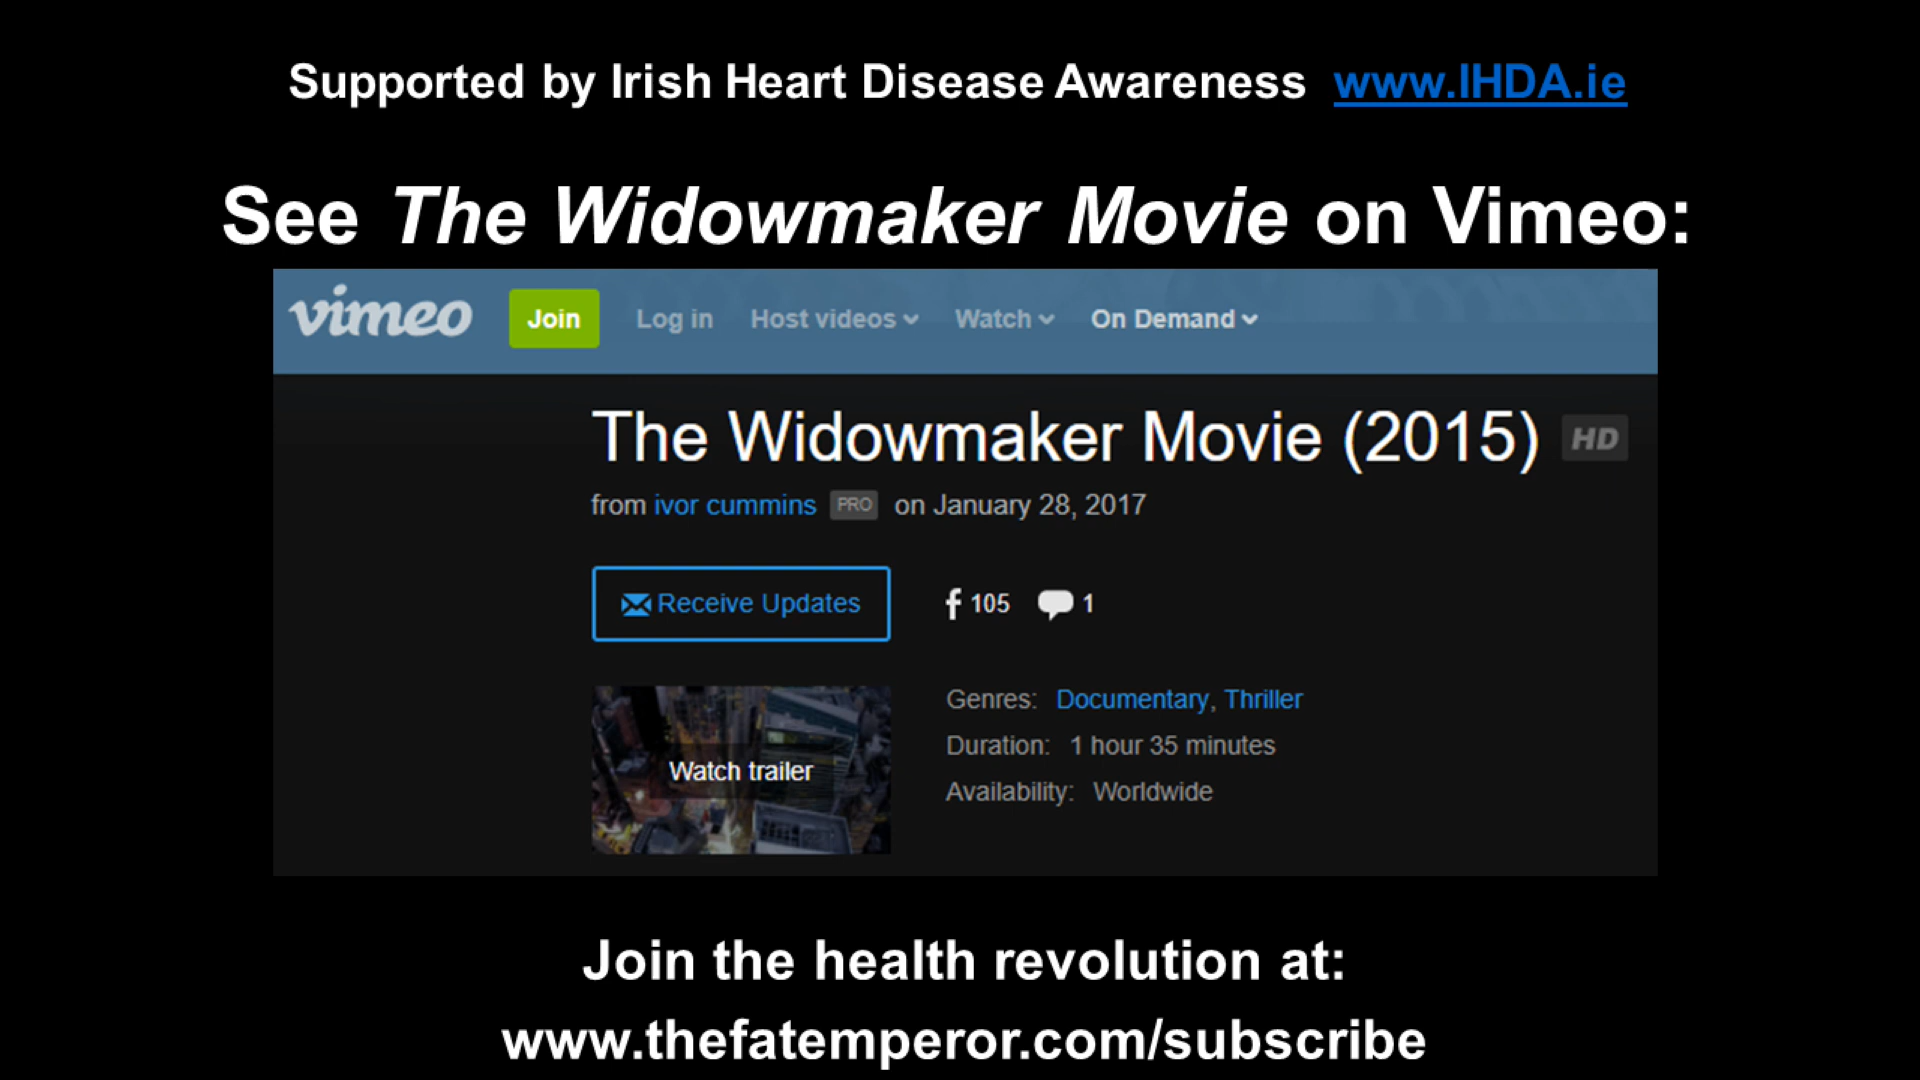 Supported by Irish Heart Disease Awareness www.IHDA.ie
See The Widowmaker Movie on Vimeo:
vimeo Join Log in Host videos Watch On Demand
The Widowmaker Movie (2015) HD
from ivor cummins PRO on January 28, 2017
Receive Updates 105 1
Genres: Documentary, Thriller
Duration: 1 hour 35 minutes
Watch trailer
Availability: Worldwide
Join the health revolution at:
www.thefatemperor.com/subscribe